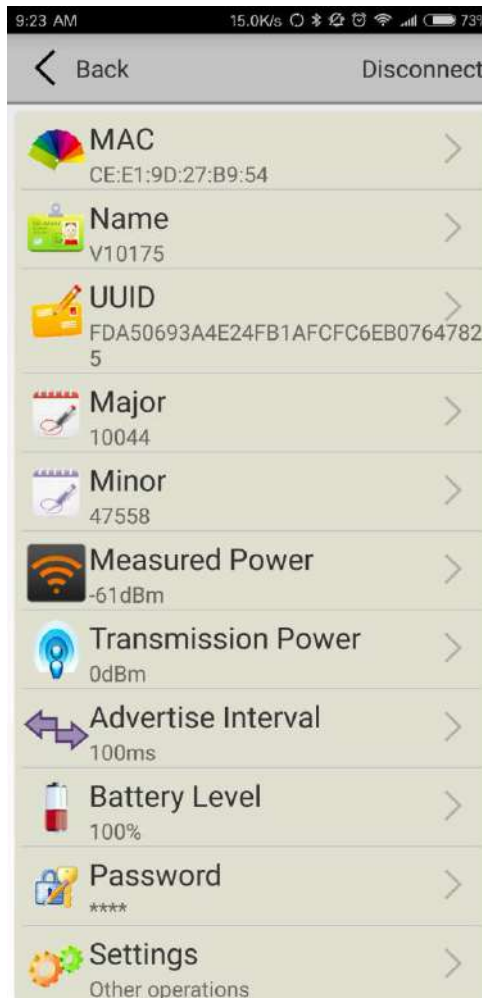 9:23 AM 15.0K/s 73%
Back Disconnect
MAC
CE:E1:9D:27:B9:54
Name
V10175
UUID
FDA50693A4E24FB1AFCFC6EB0764782
5
Major
10044
Minor
47558
Measured Power
-61dBm
Transmission Power
0dBm
Advertise Interval
100ms
Battery Level
100%
Password
****
Settings
Other operations